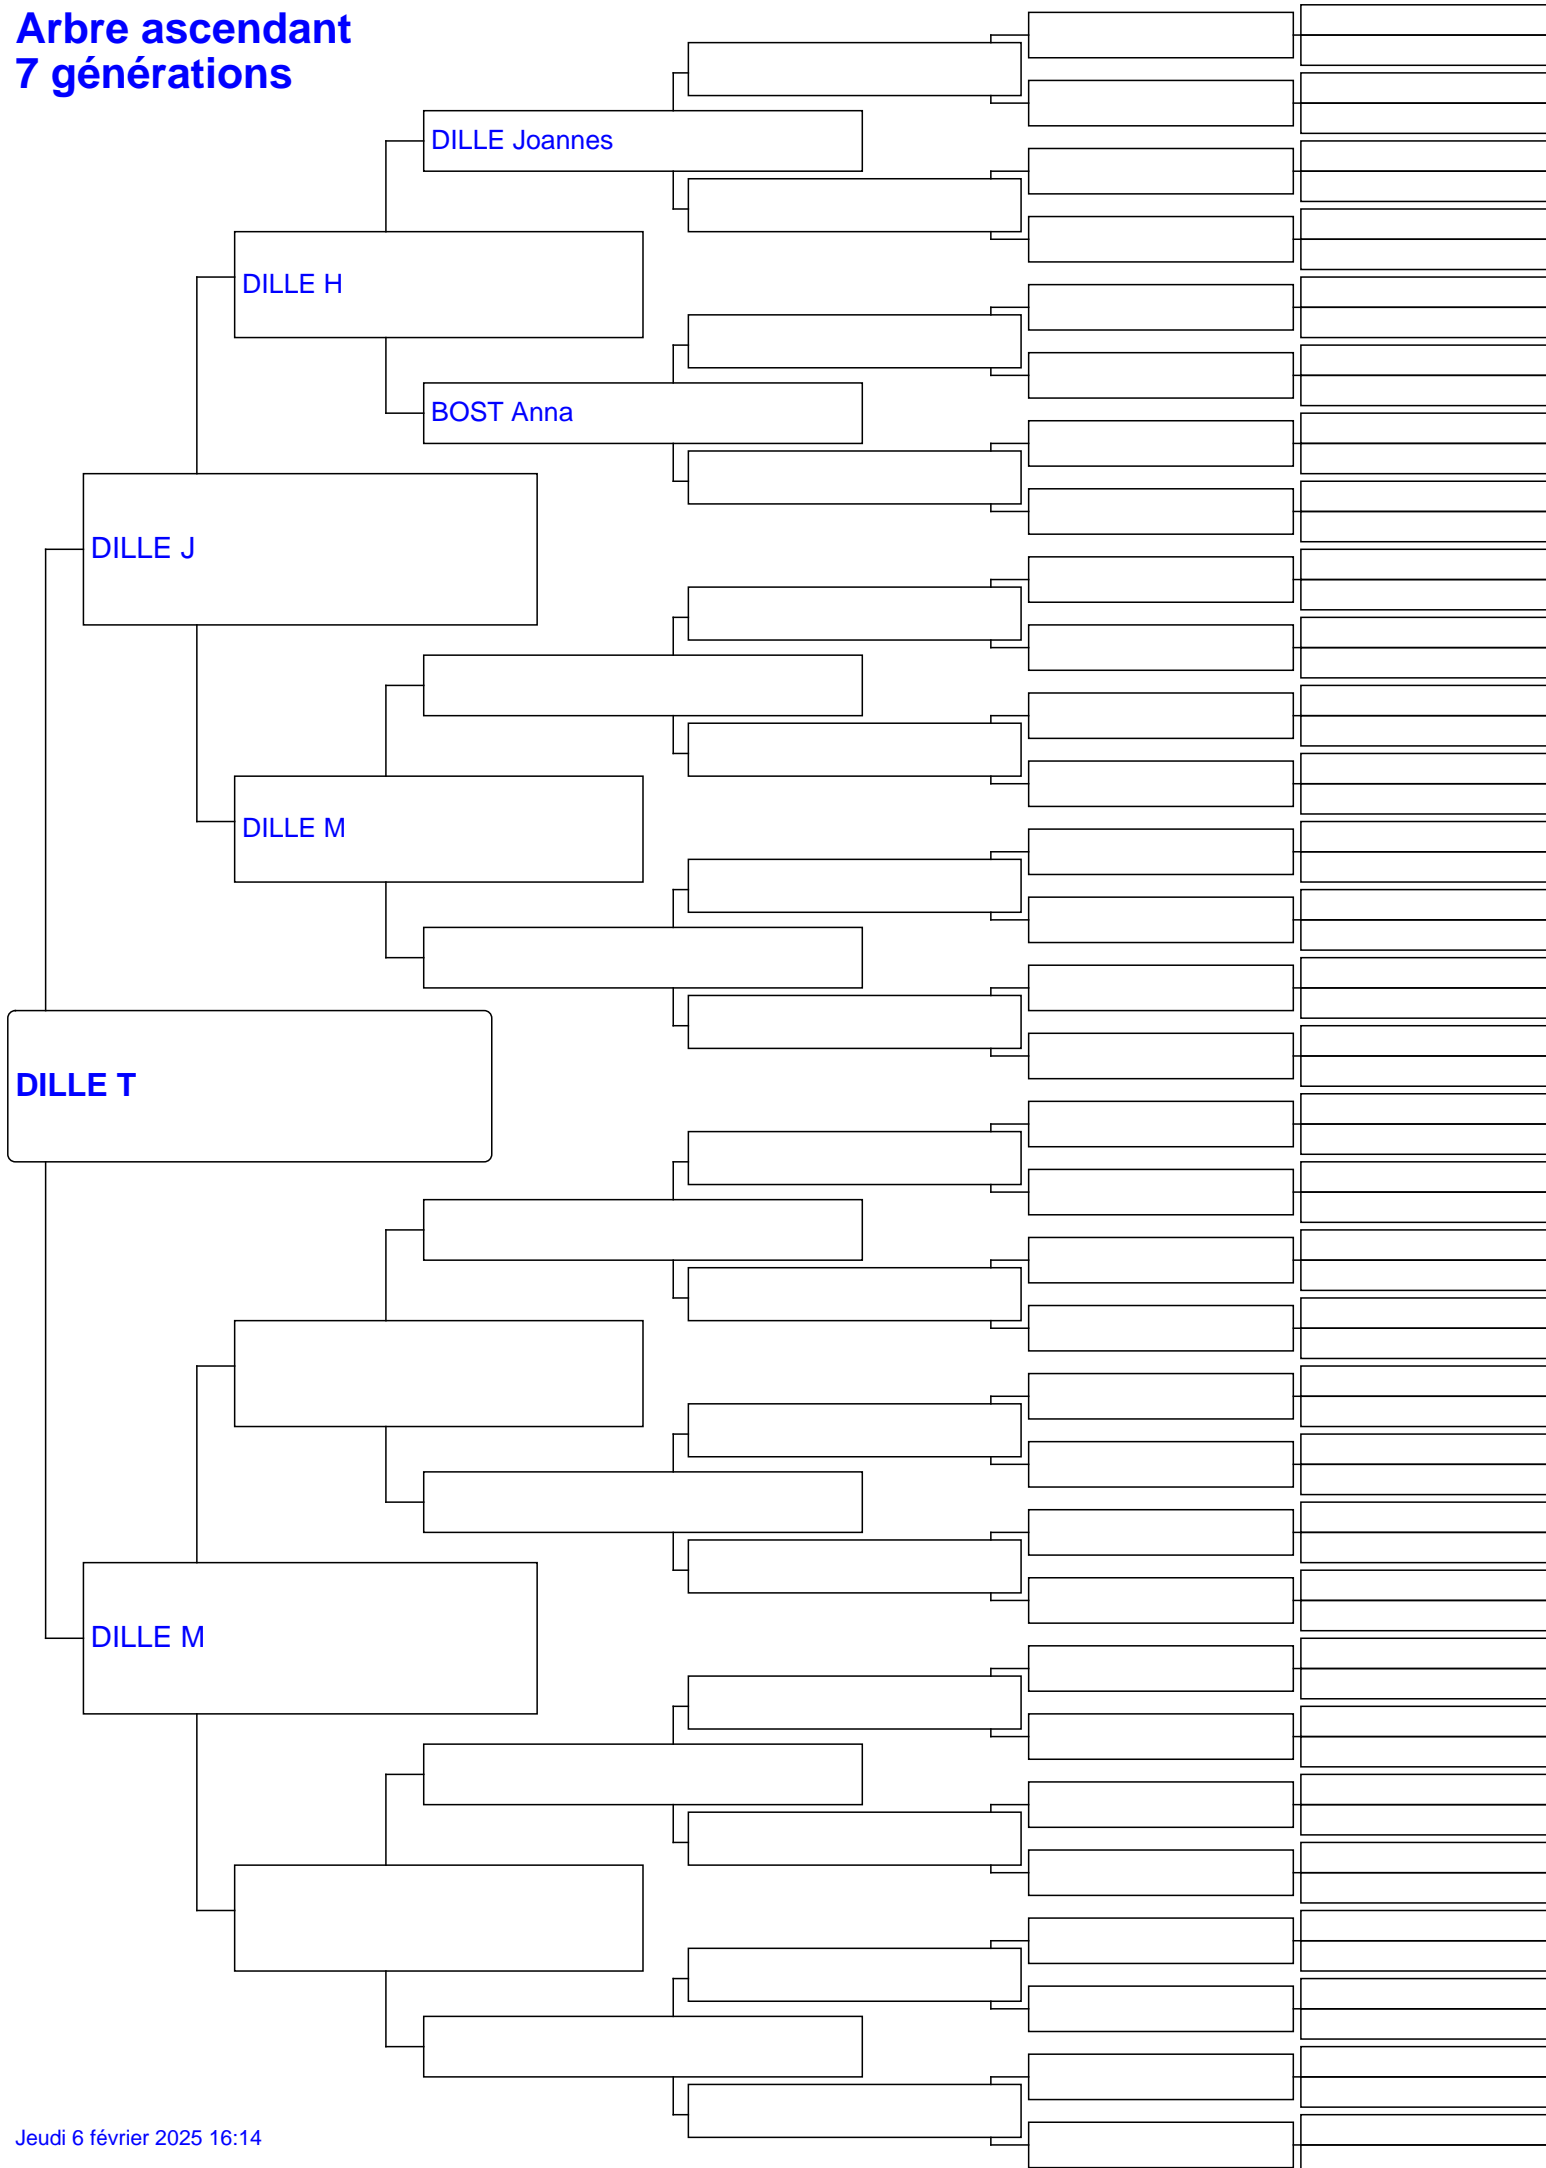 Arbre ascendant
7 générations
DILLE Joannes
DILLE H
BOST Anna
DILLE J
DILLE M
DILLE T
DILLE M
Jeudi 6 février 2025 16:14